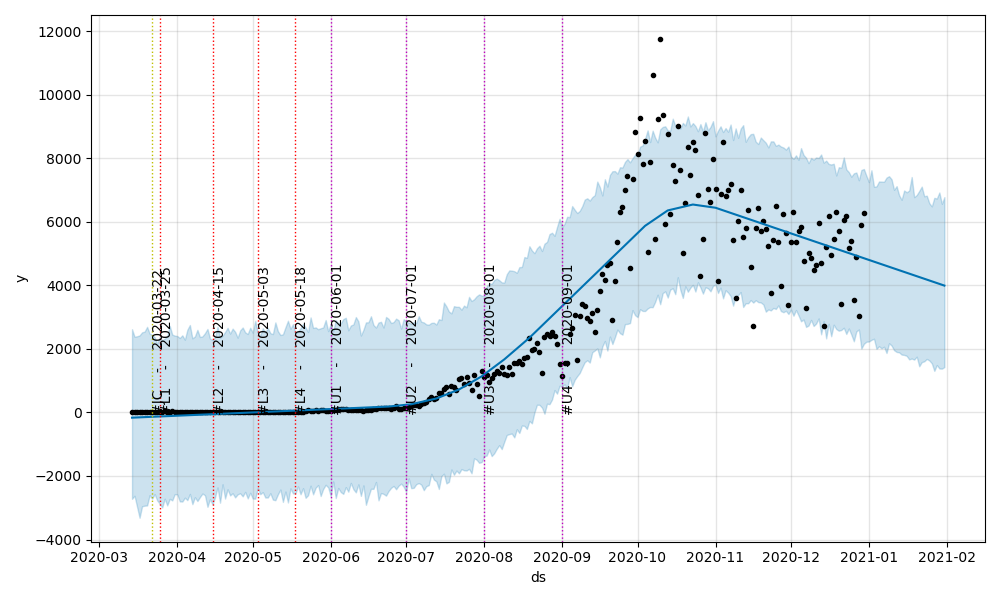 12000
10000
8000
6000
4000
2000
0
−2000
−4000
y
#JC - 2020-03-22
#L1 - 2020-03-25
#L2 - 2020-04-15
#L3 - 2020-05-03
#L4 - 2020-05-18
#U1 - 2020-06-01
#U2 - 2020-07-01
#U3 - 2020-08-01
#U4 - 2020-09-01
2020-03
2020-04
2020-05
2020-06
2020-07
2020-08
2020-09
2020-10
2020-11
2020-12
2021-01
2021-02
ds